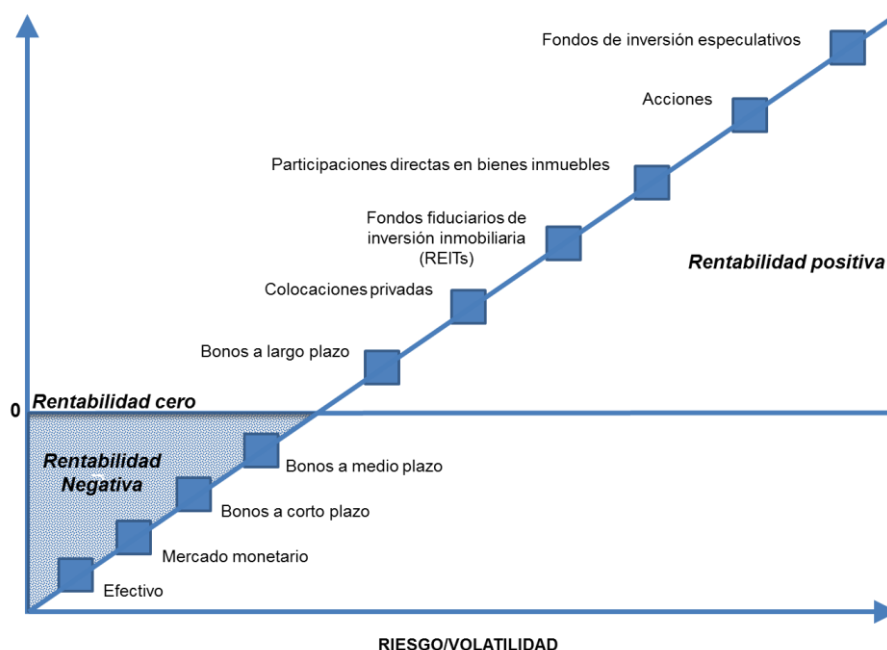 Fondos de inversión especulativos
Acciones
Participaciones directas en bienes inmuebles
Fondos fiduciarios de
inversión inmobiliaria
(REITs)
Rentabilidad positiva
Colocaciones privadas
Bonos a largo plazo
Rentabilidad cero
0
Rentabilidad
Negativa
Bonos a medio plazo
Bonos a corto plazo
Mercado monetario
Efectivo
RIESGO/VOLATILIDAD